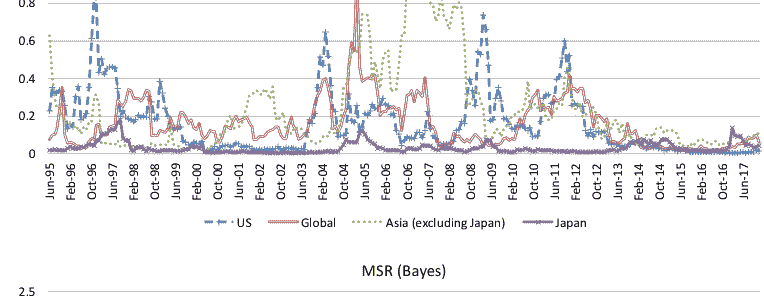 0.8
0.6
0.4
0.2
0
Jun-95 Feb-96 Oct-96 Jun-97 Feb-98 Oct-98 Jun-99 Feb-00 Oct-00 Jun-01 Feb-02 Oct-02 Jun-03 Feb-04 Oct-04 Jun-05 Feb-06 Oct-06 Jun-07 Feb-08 Oct-08 Jun-09 Feb-10 Oct-10 Jun-11 Feb-12 Oct-12 Jun-13 Feb-14 Oct-14 Jun-15 Feb-16 Oct-16 Jun-17
US Global Asia (excluding Japan) Japan
MSR (Bayes)
2.5